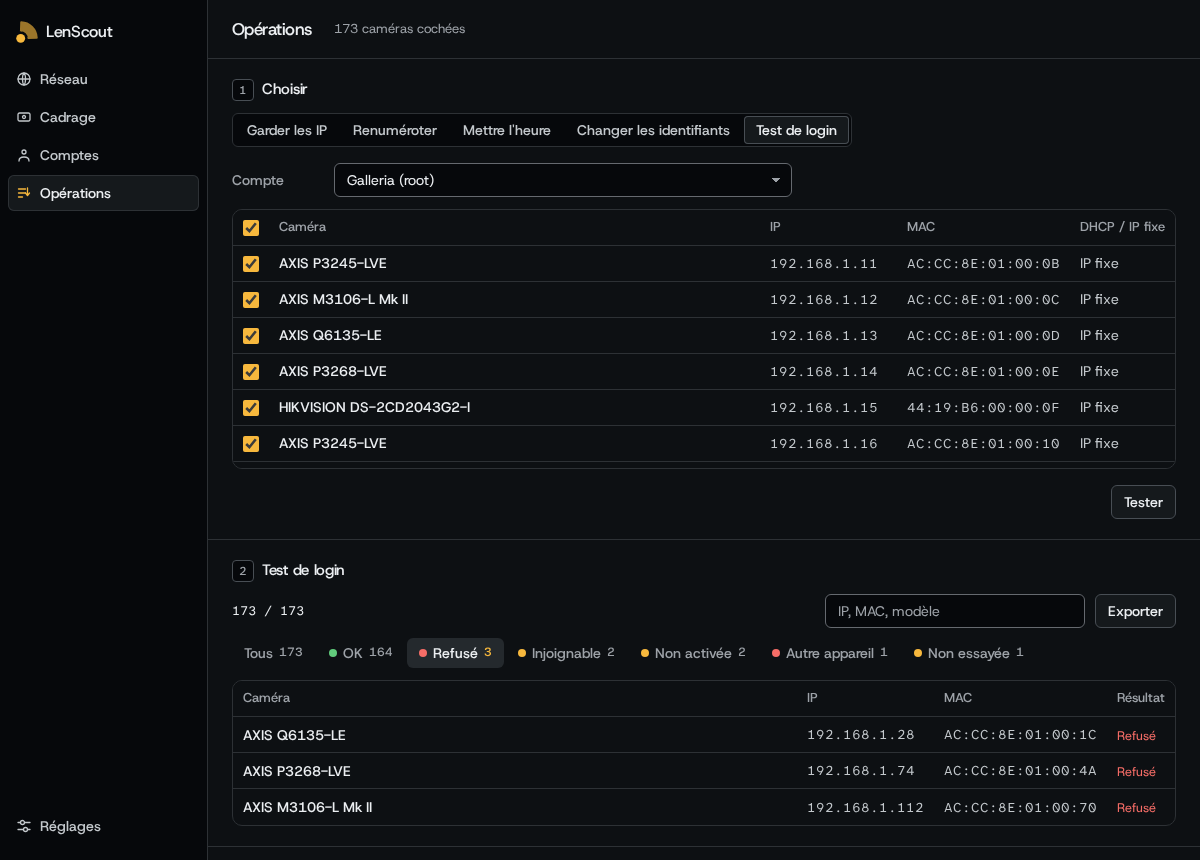 LenScout
Réseau
Cadrage
Comptes
Opérations
Réglages
Opérations 173 caméras cochées
1 Choisir
Garder les IP Renuméroter Mettre l'heure Changer les identifiants Test de login
Compte Galleria (root)
Caméra IP MAC DHCP / IP fixe
AXIS P3245-LVE 192.168.1.11 AC:CC:8E:01:00:0B IP fixe
AXIS M3106-L Mk II 192.168.1.12 AC:CC:8E:01:00:0C IP fixe
AXIS Q6135-LE 192.168.1.13 AC:CC:8E:01:00:0D IP fixe
AXIS P3268-LVE 192.168.1.14 AC:CC:8E:01:00:0E IP fixe
HIKVISION DS-2CD2043G2-I 192.168.1.15 44:19:B6:00:00:0F IP fixe
AXIS P3245-LVE 192.168.1.16 AC:CC:8E:01:00:10 IP fixe
Tester
2 Test de login
173 / 173 IP, MAC, modèle Exporter
Tous 173 OK 164 Refusé 3 Injoignable 2 Non activée 2 Autre appareil 1 Non essayée 1
Caméra IP MAC Résultat
AXIS Q6135-LE 192.168.1.28 AC:CC:8E:01:00:1C Refusé
AXIS P3268-LVE 192.168.1.74 AC:CC:8E:01:00:4A Refusé
AXIS M3106-L Mk II 192.168.1.112 AC:CC:8E:01:00:70 Refusé